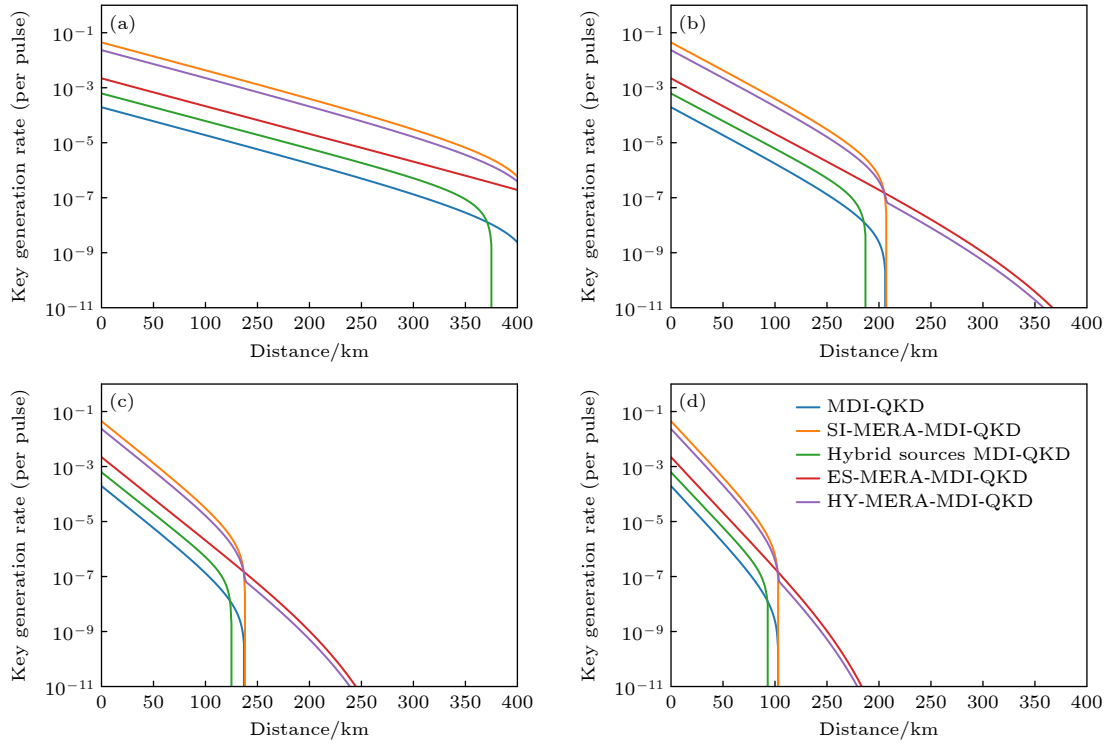 (a)
Key generation rate (per pulse)
10⁻¹
10⁻³
10⁻⁵
10⁻⁷
10⁻⁹
10⁻¹¹
0 50 100 150 200 250 300 350 400
Distance/km
(b)
Key generation rate (per pulse)
10⁻¹
10⁻³
10⁻⁵
10⁻⁷
10⁻⁹
10⁻¹¹
0 50 100 150 200 250 300 350 400
Distance/km
(c)
Key generation rate (per pulse)
10⁻¹
10⁻³
10⁻⁵
10⁻⁷
10⁻⁹
10⁻¹¹
0 50 100 150 200 250 300 350 400
Distance/km
(d)
Key generation rate (per pulse)
10⁻¹
10⁻³
10⁻⁵
10⁻⁷
10⁻⁹
10⁻¹¹
MDI-QKD
SI-MERA-MDI-QKD
Hybrid sources MDI-QKD
ES-MERA-MDI-QKD
HY-MERA-MDI-QKD
0 50 100 150 200 250 300 350 400
Distance/km